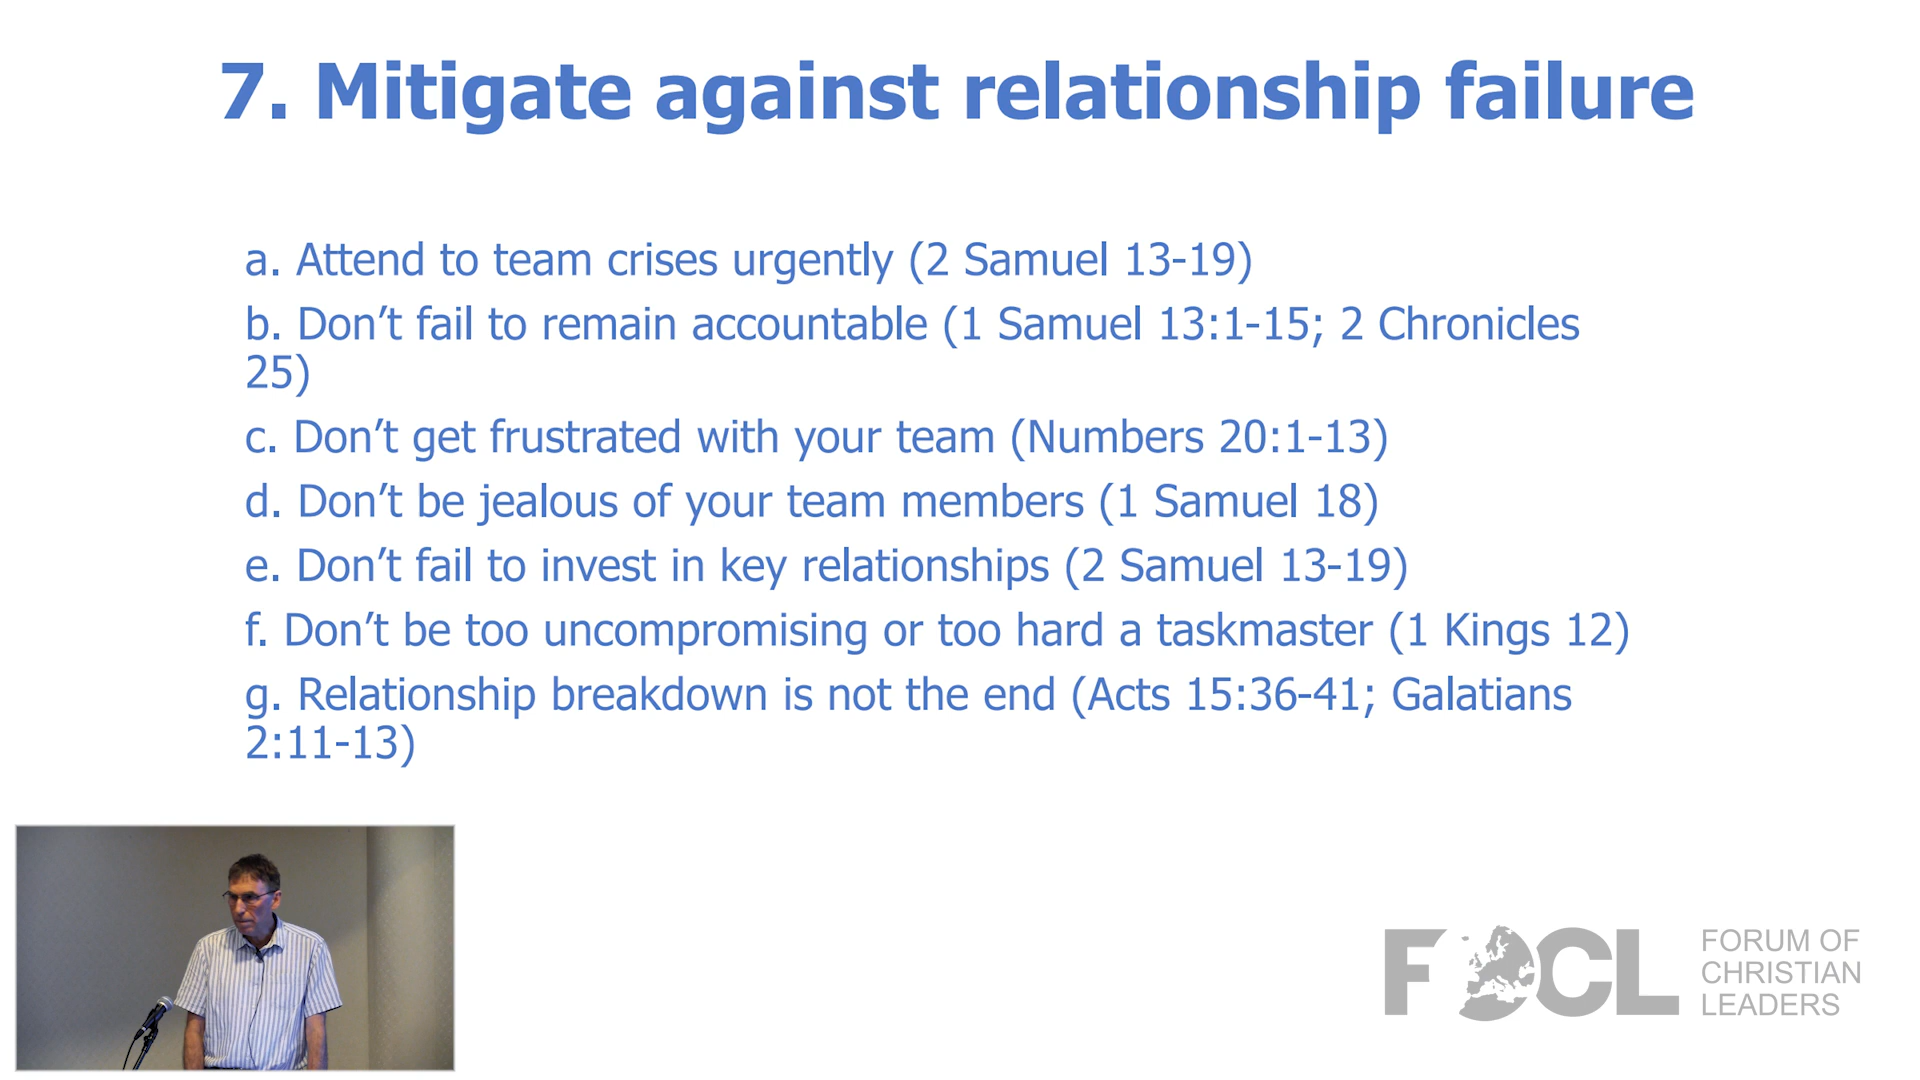 7. Mitigate against relationship failure
a. Attend to team crises urgently (2 Samuel 13-19)
b. Don’t fail to remain accountable (1 Samuel 13:1-15; 2 Chronicles
25)
c. Don’t get frustrated with your team (Numbers 20:1-13)
d. Don’t be jealous of your team members (1 Samuel 18)
e. Don’t fail to invest in key relationships (2 Samuel 13-19)
f. Don’t be too uncompromising or too hard a taskmaster (1 Kings 12)
g. Relationship breakdown is not the end (Acts 15:36-41; Galatians
2:11-13)
FOCL
FORUM OF
CHRISTIAN
LEADERS